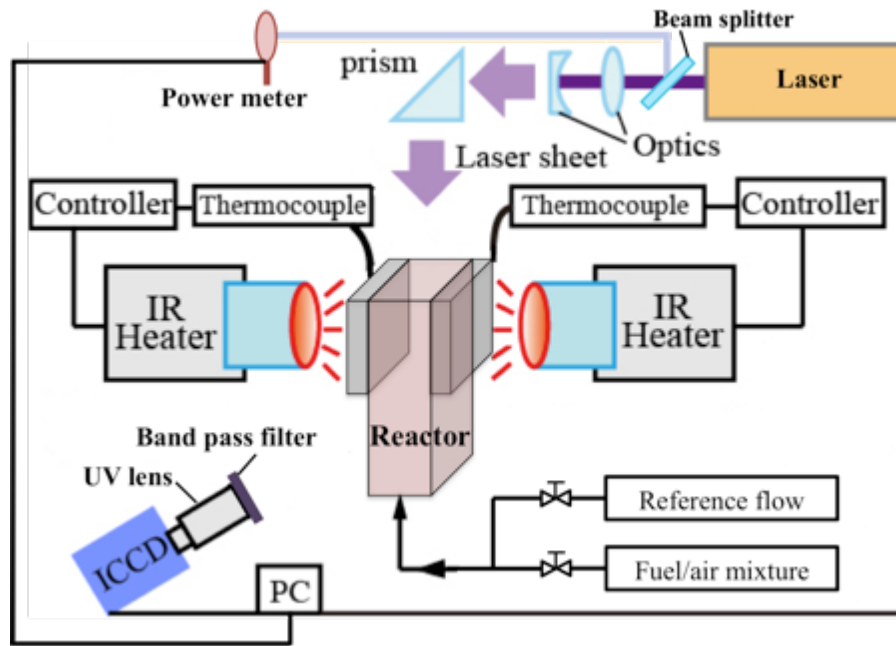 Beam splitter
prism
Power meter
Laser
Optics
Laser sheet
Controller
Thermocouple
Thermocouple
Controller
IR
Heater
IR
Heater
Reactor
Band pass filter
UV lens
ICCD
PC
Reference flow
Fuel/air mixture